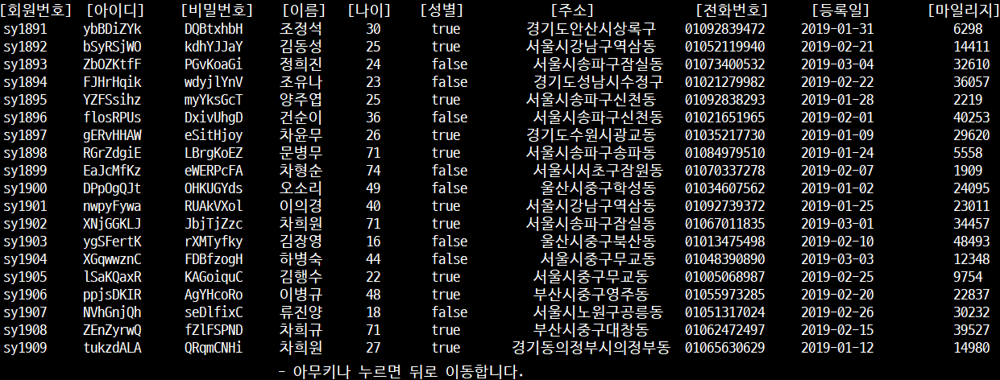 [회원번호] [아이디] [비밀번호] [이름] [나이] [성별] [주소] [전화번호] [등록일] [마일리지]
sy1891 ybBDiZYk DQBtxhbH 조정석 30 true 경기도안산시상록구 01092839472 2019-01-31 6298
sy1892 bSyRSjWO kdhYJJaY 김동성 25 true 서울시강남구역삼동 01052119940 2019-02-21 14411
sy1893 ZbOZKtfF PGvKoaGi 정희진 24 false 서울시송파구잠실동 01073400532 2019-03-04 32610
sy1894 FJHrHqik wdyjlYnV 조유나 23 false 경기도성남시수정구 01021279982 2019-02-22 36057
sy1895 YZFSsihz myYksGcT 양주엽 25 true 서울시송파구신천동 01092838293 2019-01-28 2219
sy1896 flosRPUs DxivUhgD 건순이 36 false 서울시송파구신천동 01021651965 2019-02-01 40253
sy1897 gERvHHAW eSitHjoy 차윤무 26 true 경기도수원시광교동 01035217730 2019-01-09 29620
sy1898 RGrZdgiE LBrgKoEZ 문병무 71 true 서울시송파구송파동 01084979510 2019-01-24 5558
sy1899 EaJcMfKz eWERPcFA 차형순 74 false 서울시서초구잠원동 01070337278 2019-02-07 1909
sy1900 DPpOgQJt OHKUGYds 오소리 49 false 울산시중구학성동 01034607562 2019-01-02 24095
sy1901 nwpyFywa RUAkVXol 이의경 40 true 서울시강남구역삼동 01092739372 2019-01-25 23011
sy1902 XNjGGKLJ JbjTjZzc 차희원 71 true 서울시송파구잠실동 01067011835 2019-03-01 34457
sy1903 ygSFertK rXMTyfky 김장영 16 false 울산시중구북산동 01013475498 2019-02-10 48493
sy1904 XGqwwznC FDBfzogH 하병숙 44 false 서울시중구무교동 01048390890 2019-03-03 12348
sy1905 lSaKQaxR KAGoiquC 김행수 22 true 서울시중구무교동 01005068987 2019-02-25 9754
sy1906 ppjsDKIR AgYHcoRo 이병규 48 true 부산시중구영주동 01055973285 2019-02-20 22837
sy1907 NVhGnjQh seDlfixC 류진양 18 false 서울시노원구공릉동 01051317024 2019-02-26 30232
sy1908 ZEnZyrwQ fZlFSPND 차희규 71 true 부산시중구대창동 01062472497 2019-02-15 39527
sy1909 tukzdALA QRqmCNHi 차희원 27 true 경기동의정부시의정부동 01065630629 2019-01-12 14980
- 아무키나 누르면 뒤로 이동합니다.